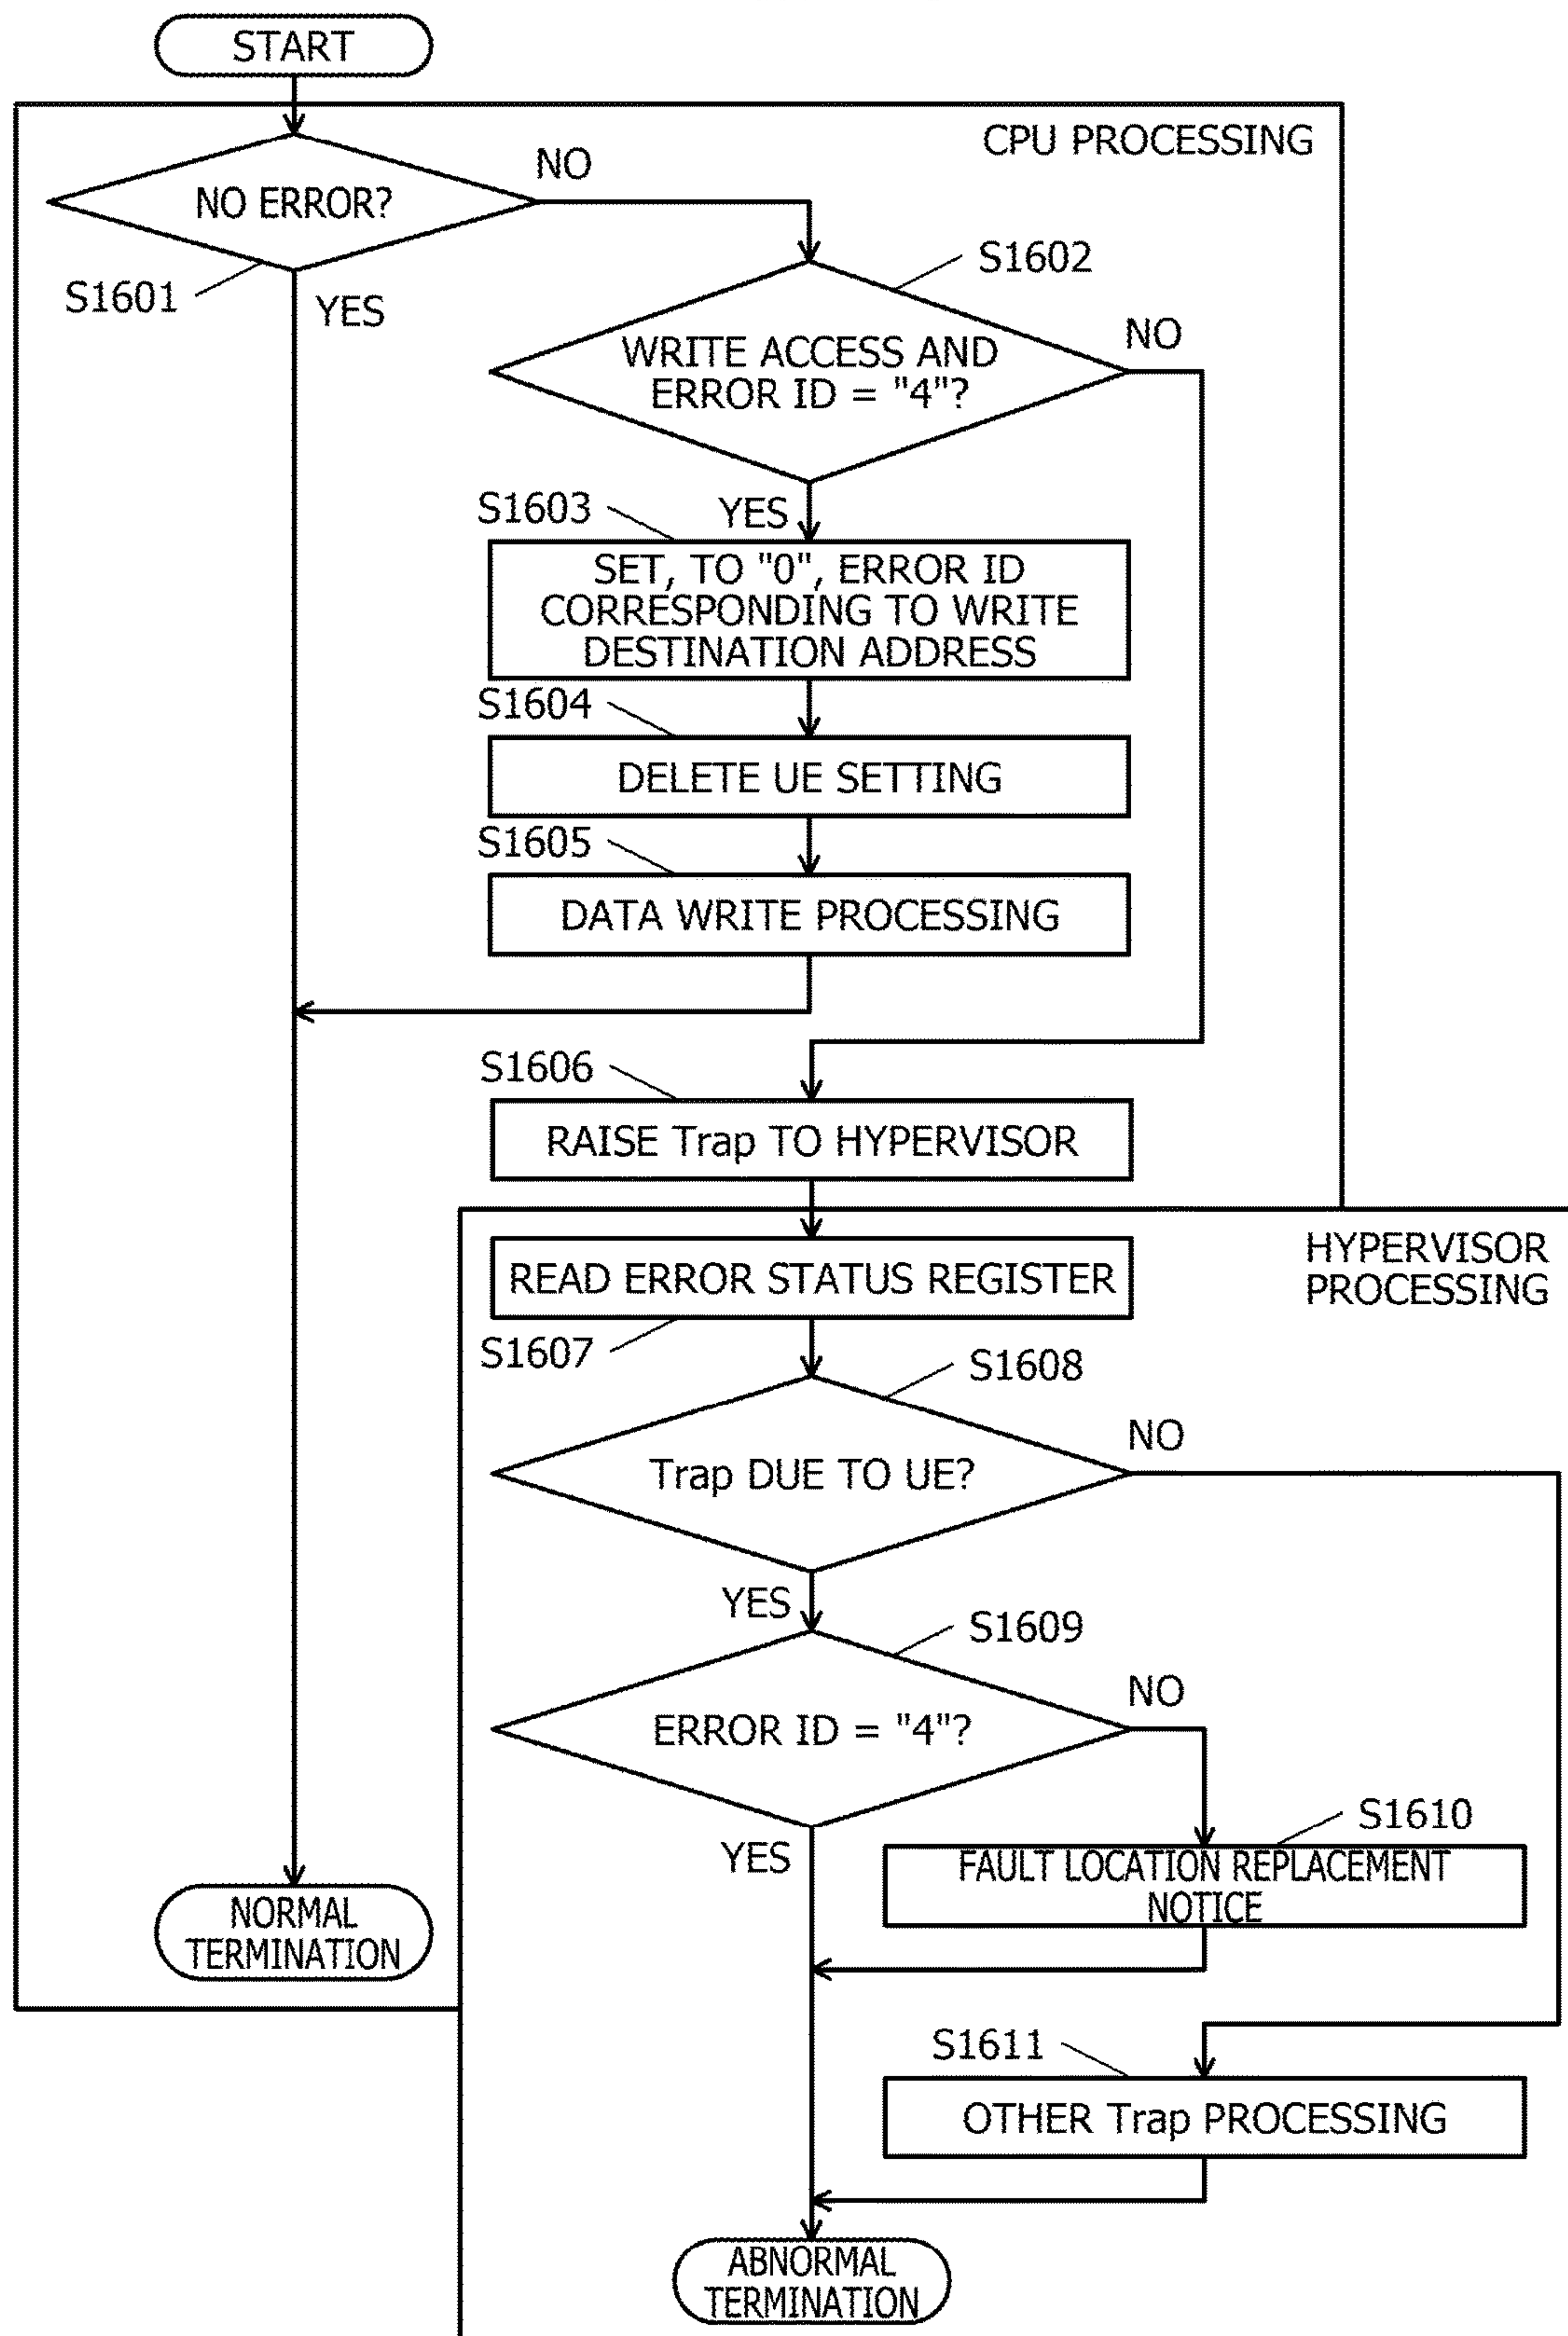 START
CPU PROCESSING
NO ERROR?
NO
S1601
YES
S1602
WRITE ACCESS AND
ERROR ID = "4"?
NO
S1603
YES
SET, TO "0", ERROR ID
CORRESPONDING TO WRITE
DESTINATION ADDRESS
S1604
DELETE UE SETTING
S1605
DATA WRITE PROCESSING
S1606
RAISE Trap TO HYPERVISOR
HYPERVISOR
PROCESSING
READ ERROR STATUS REGISTER
S1607
S1608
Trap DUE TO UE?
NO
YES
S1609
ERROR ID = "4"?
NO
YES
S1610
FAULT LOCATION REPLACEMENT
NOTICE
NORMAL
TERMINATION
S1611
OTHER Trap PROCESSING
ABNORMAL
TERMINATION